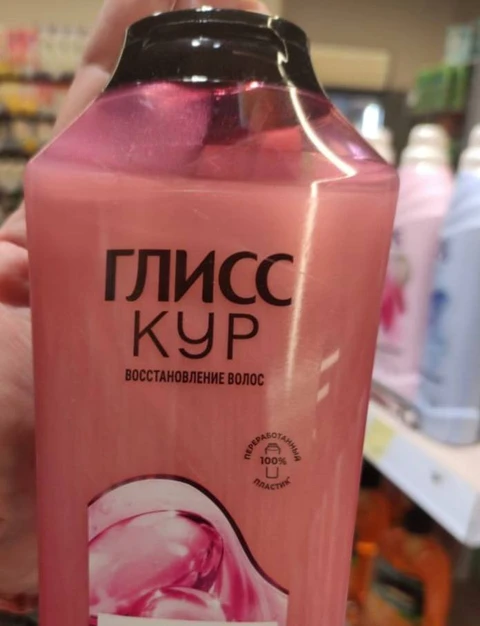 ГЛИСС
КУР
ВОССТАНОВЛЕНИЕ ВОЛОС
ПЕРЕРАБОТАННЫЙ
100%
ПЛАСТИК*